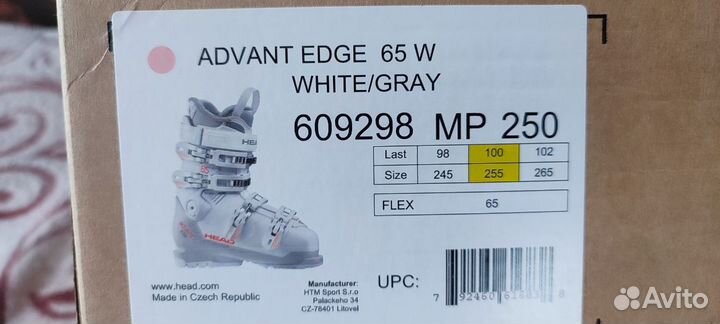 ADVANT EDGE 65 W
WHITE/GRAY
609298 MP 250
Last 98 100 102
Size 245 255 265
FLEX 65
HEAD
65
HEAD
www.head.com
Made in Czech Republic
Manufacturer:
HTM Sport S.r.o
Palackeho 34
CZ-78401 Litovel
UPC:
Avito